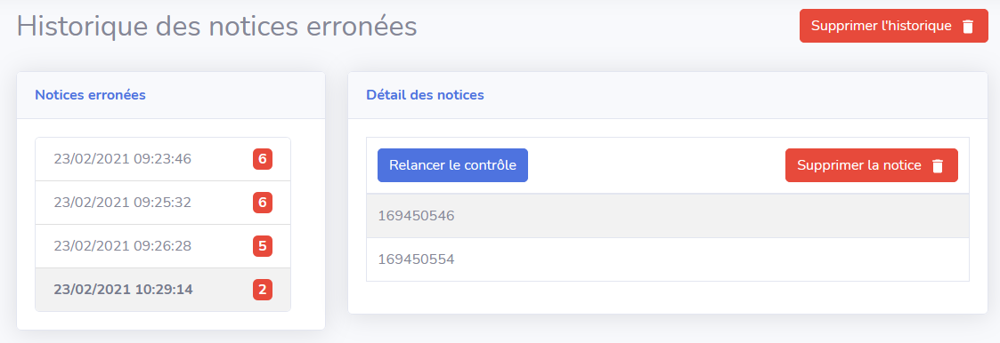 Historique des notices erronées
Supprimer l'historique
Notices erronées
23/02/2021 09:23:46 6
23/02/2021 09:25:32 6
23/02/2021 09:26:28 5
23/02/2021 10:29:14 2
Détail des notices
Relancer le contrôle
Supprimer la notice
169450546
169450554